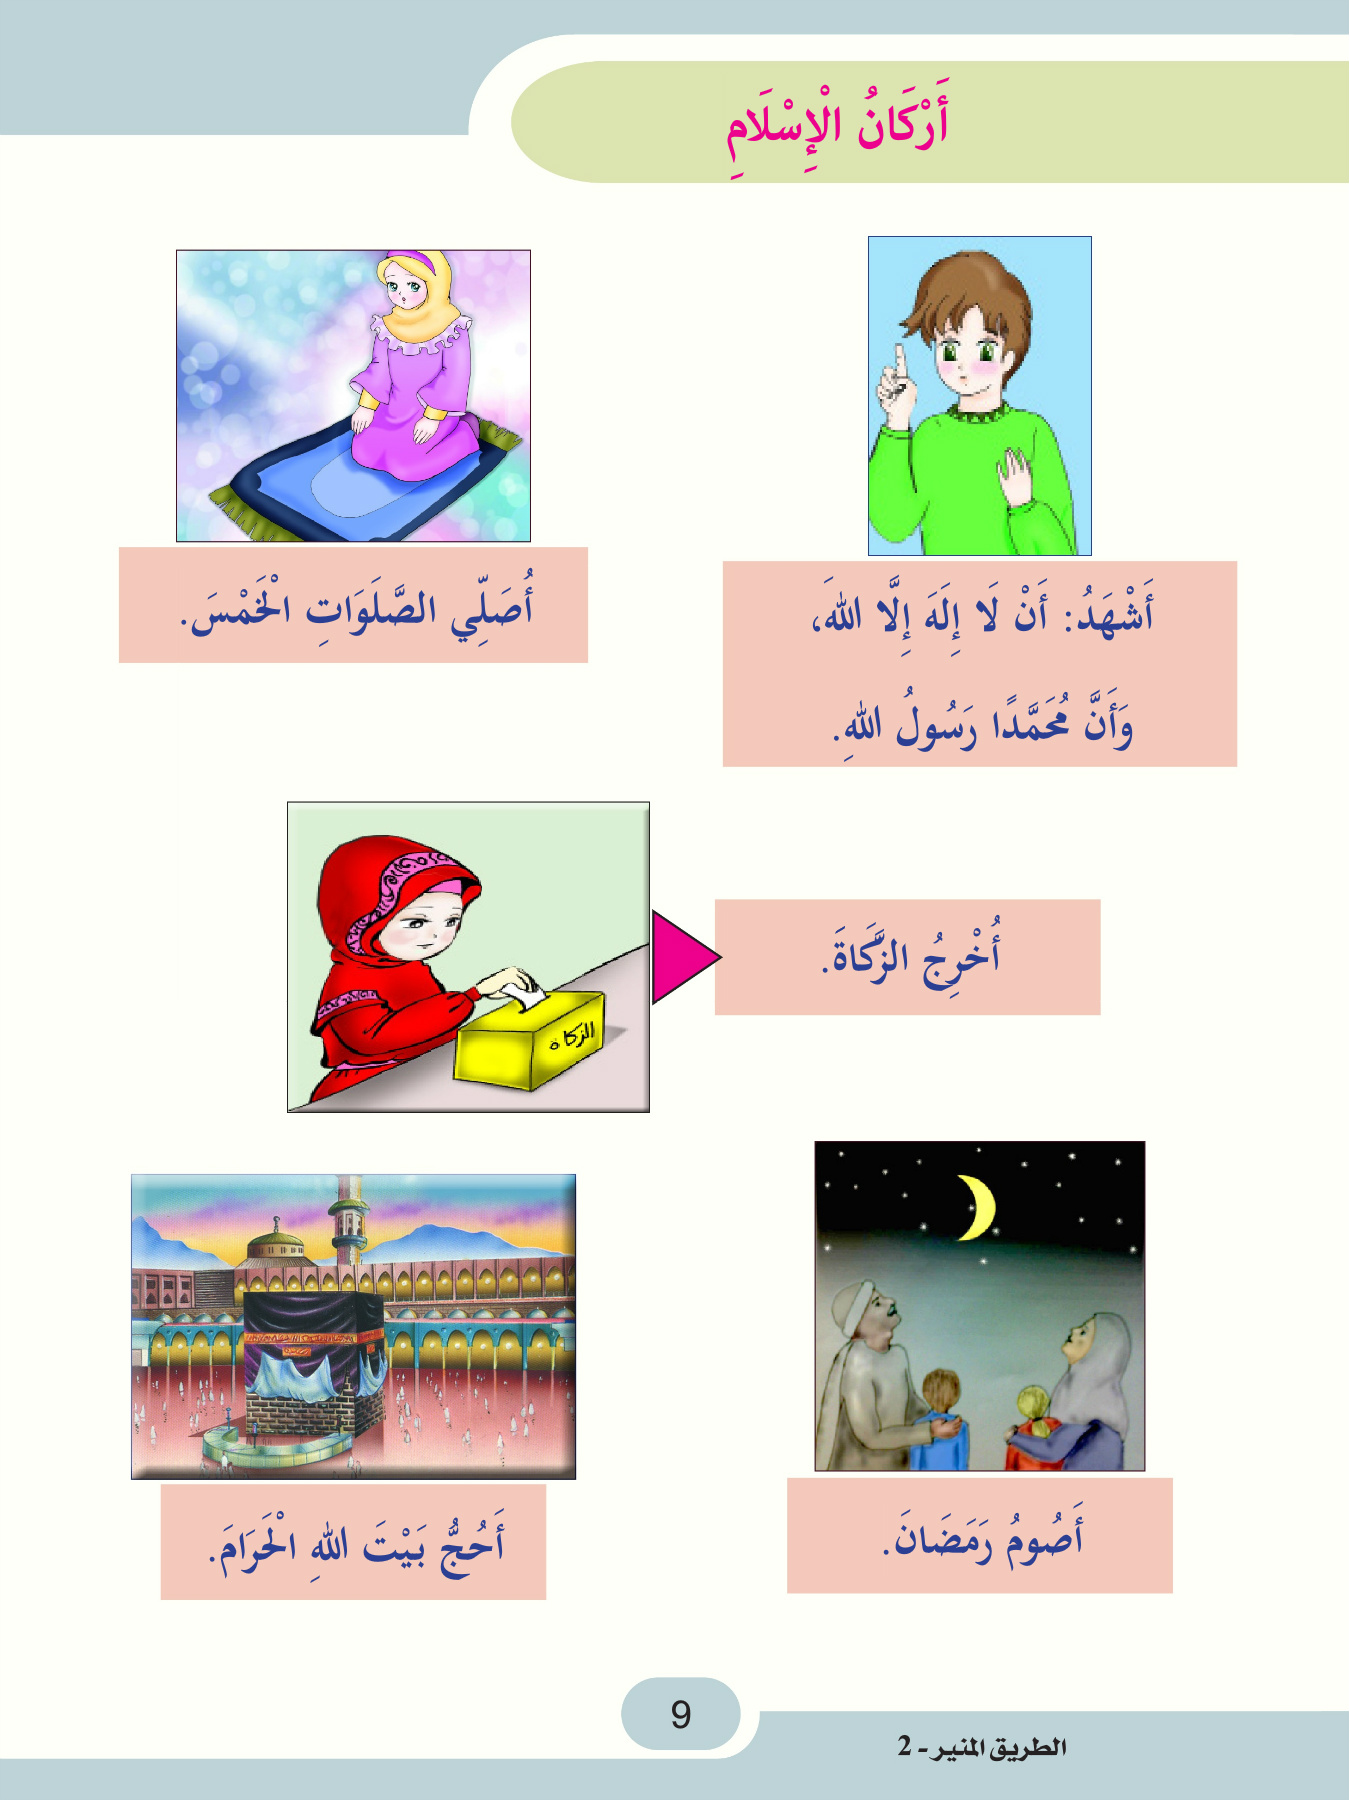 أَرْكَانُ الْإِسْلَامِ
أَشْهَدُ: أَنْ لَا إِلَهَ إِلَّا اللهَ،
وَأَنَّ مُحَمَّدًا رَسُولُ اللهِ.
أُصَلِّي الصَّلَوَاتِ الْخَمْسَ.
أُخْرِجُ الزَّكَاةَ.
الزكاة
أَصُومُ رَمَضَانَ.
أَحُجُّ بَيْتَ اللهِ الْحَرَامَ.
9
الطريق المنير - 2